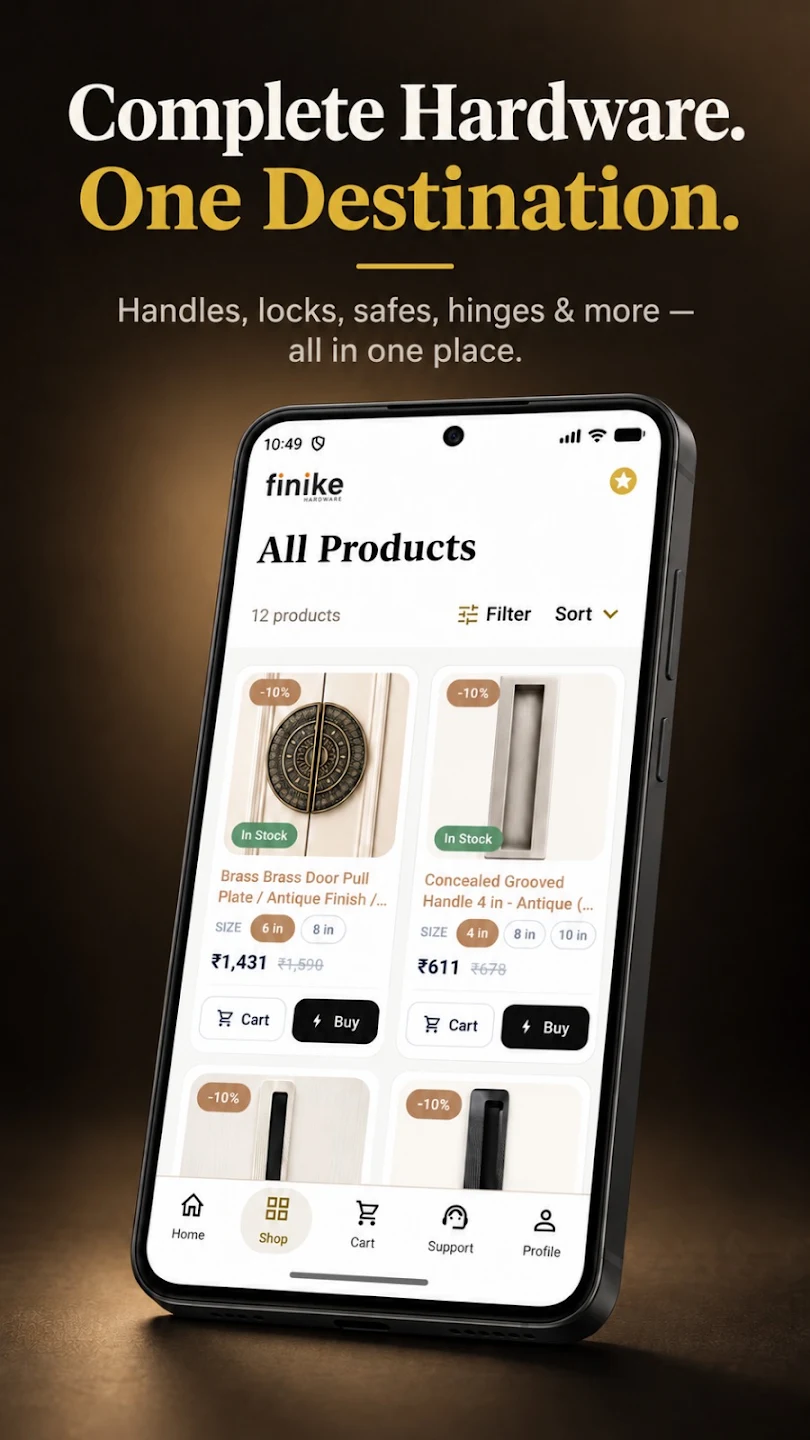 Complete Hardware.
One Destination.
Handles, locks, safes, hinges & more —
all in one place.
10:49
finike
HARDWARE
All Products
12 products
Filter
Sort
-10%
In Stock
Brass Brass Door Pull
Plate / Antique Finish /...
SIZE 6 in 8 in
₹1,431 ₹1,590
Cart
Buy
-10%
In Stock
Concealed Grooved
Handle 4 in - Antique (...
SIZE 4 in 8 in 10 in
₹611 ₹678
Cart
Buy
-10%
-10%
Home
Shop
Cart
Support
Profile